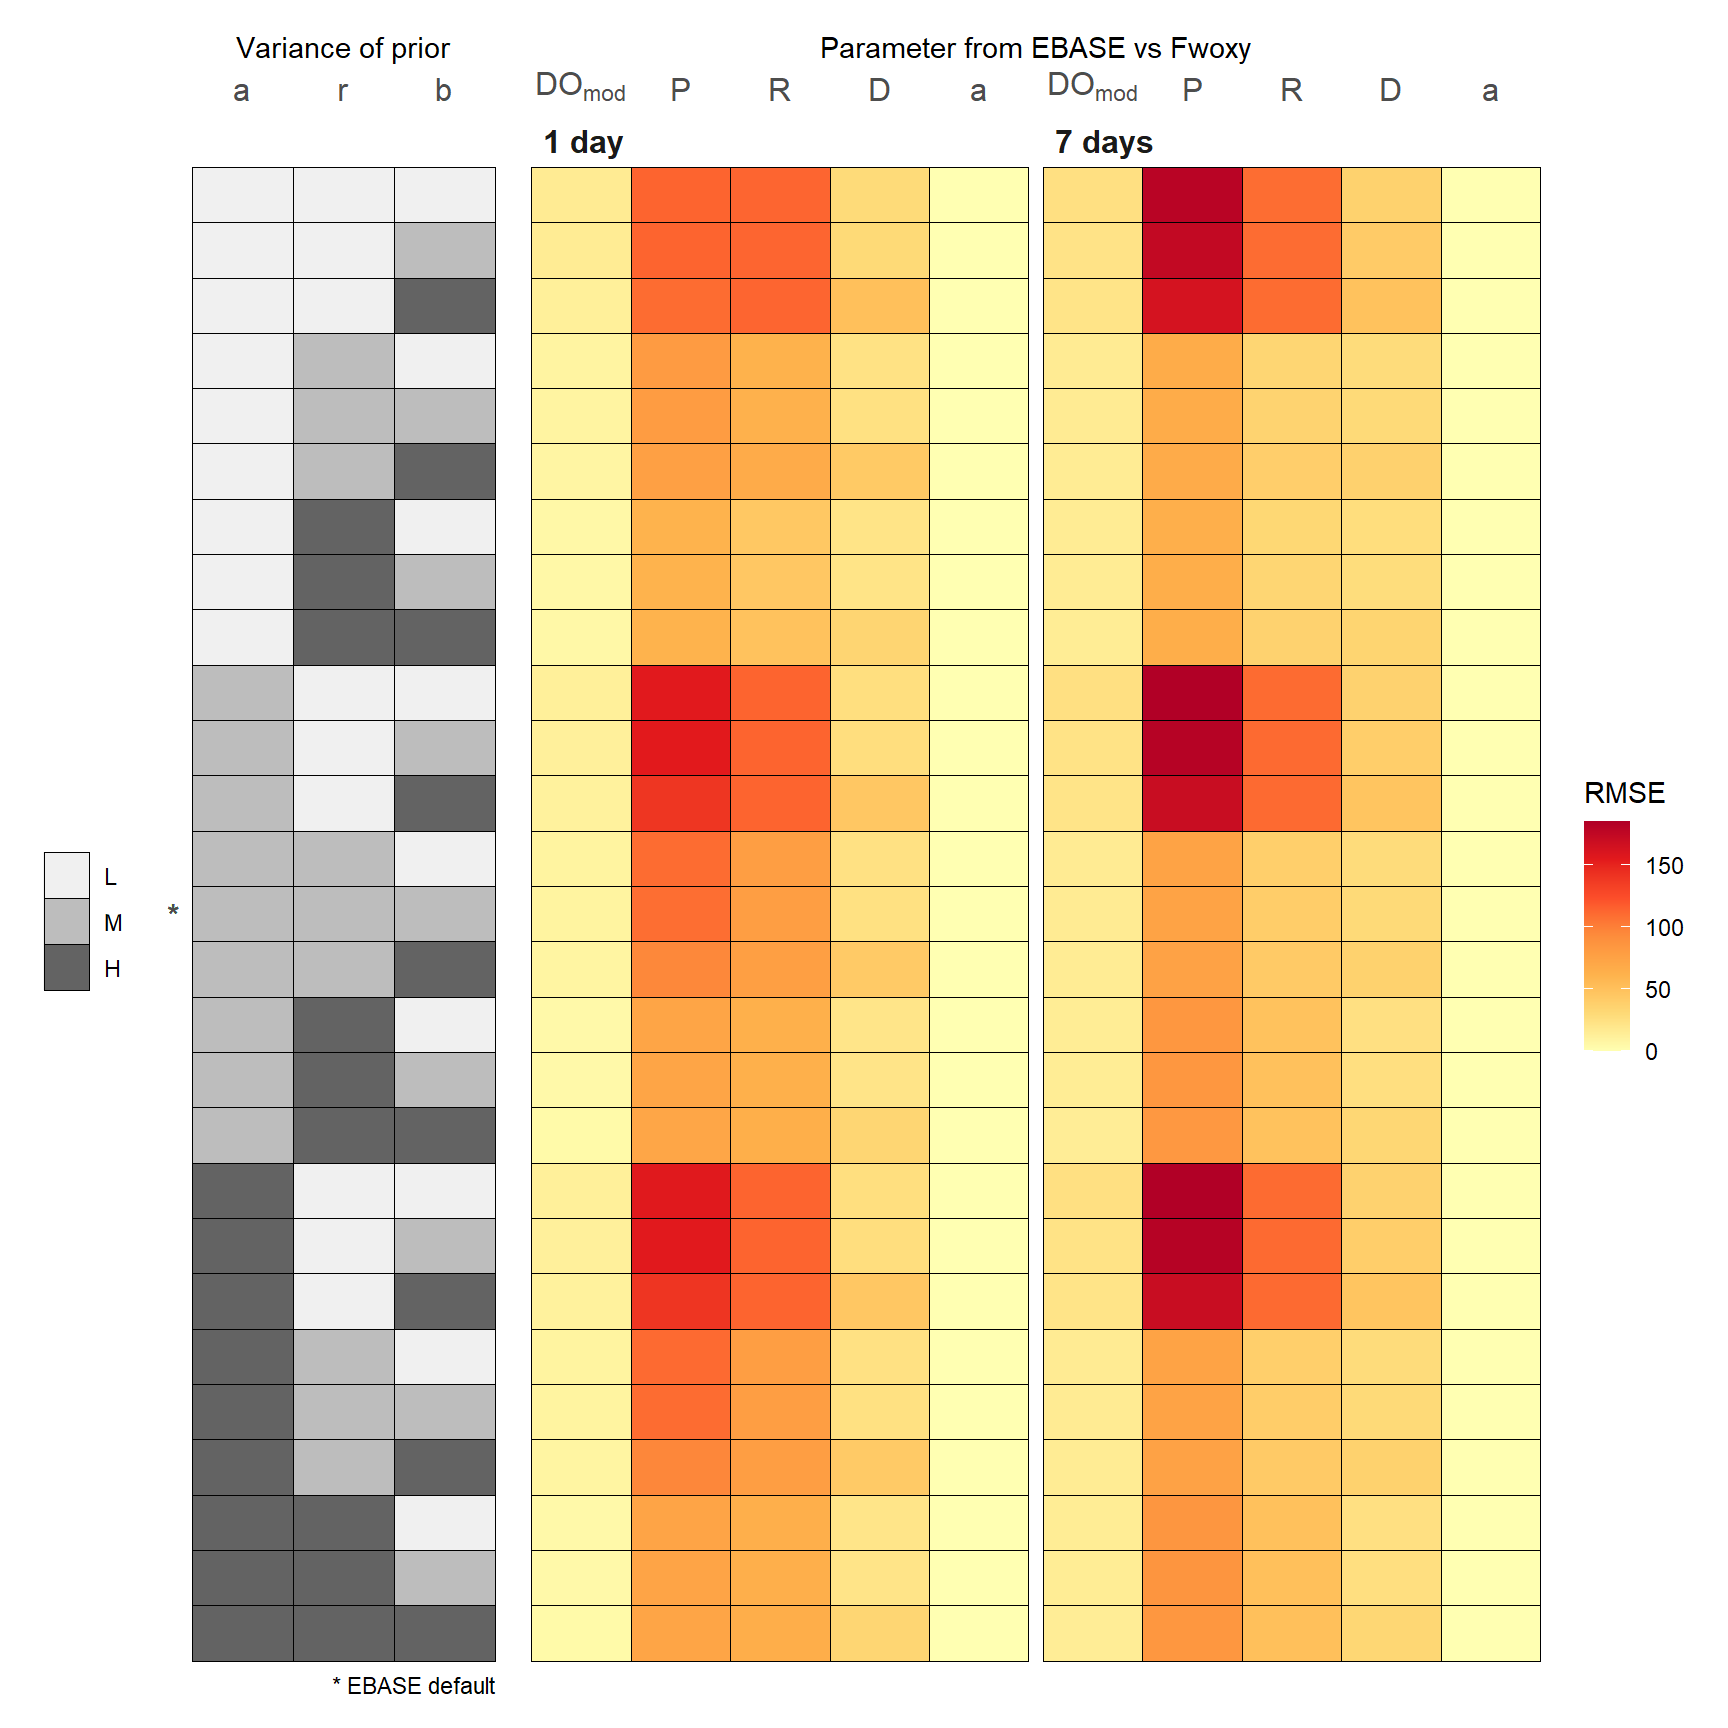 Variance of prior
Parameter from EBASE vs Fwoxy
a r b DOmod P R D a DOmod P R D a
1 day 7 days
RMSE
150
100
50
0
L
M *
H
* EBASE default